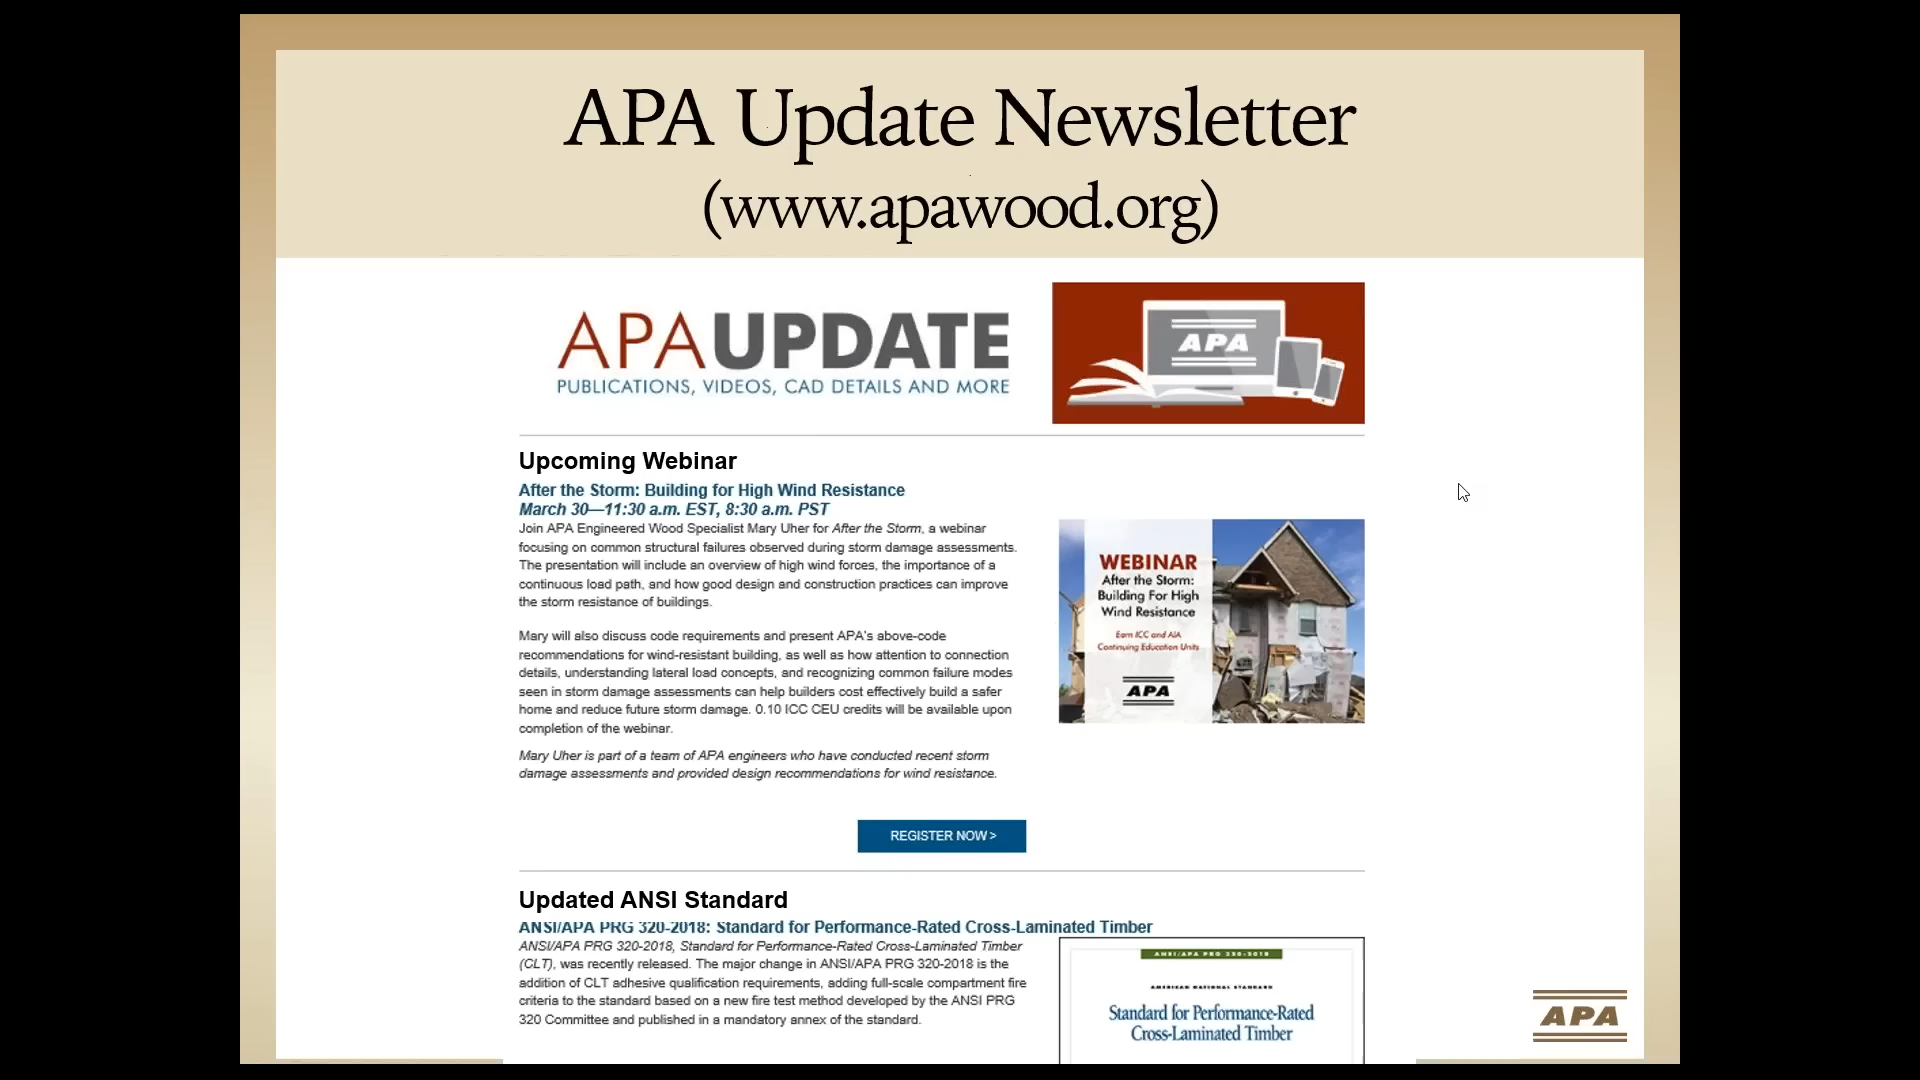 APA Update Newsletter
(www.apawood.org)
APAUPDATE
PUBLICATIONS, VIDEOS, CAD DETAILS AND MORE
APA
Upcoming Webinar
After the Storm: Building for High Wind Resistance
March 30—11:30 a.m. EST, 8:30 a.m. PST
Join APA Engineered Wood Specialist Mary Uher for After the Storm, a webinar
focusing on common structural failures observed during storm damage assessments.
The presentation will include an overview of high wind forces, the importance of a
continuous load path, and how good design and construction practices can improve
the storm resistance of buildings.
Mary will also discuss code requirements and present APA's above-code
recommendations for wind-resistant building, as well as how attention to connection
details, understanding lateral load concepts, and recognizing common failure modes
seen in storm damage assessments can help builders cost effectively build a safer
home and reduce future storm damage. 0.10 ICC CEU credits will be available upon
completion of the webinar.
Mary Uher is part of a team of APA engineers who have conducted recent storm
damage assessments and provided design recommendations for wind resistance.
WEBINAR
After the Storm:
Building For High
Wind Resistance
Earn ICC and AIA
Continuing Education Units
APA
REGISTER NOW >
Updated ANSI Standard
ANSI/APA PRG 320-2018: Standard for Performance-Rated Cross-Laminated Timber
ANSI/APA PRG 320-2018, Standard for Performance-Rated Cross-Laminated Timber
(CLT), was recently released. The major change in ANSI/APA PRG 320-2018 is the
addition of CLT adhesive qualification requirements, adding full-scale compartment fire
criteria to the standard based on a new fire test method developed by the ANSI PRG
320 Committee and published in a mandatory annex of the standard.
ANSI/APA PRG 320-2018
AMERICAN NATIONAL STANDARD
Standard for Performance-Rated
Cross-Laminated Timber
APA